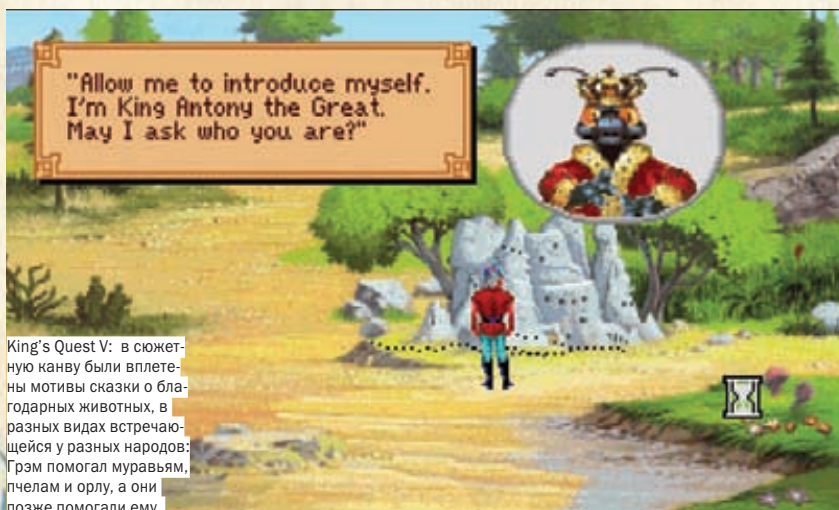 "Allow me to introduce myself.
I'm King Antony the Great.
May I ask who you are?"
King's Quest V: в сюжет-
ную канву были вплете-
ны мотивы сказки о бла-
годарных животных, в
разных видах встречаю-
щейся у разных народов:
Грэм помогал муравьям,
пчелам и орлу, а они
позже помогали ему.